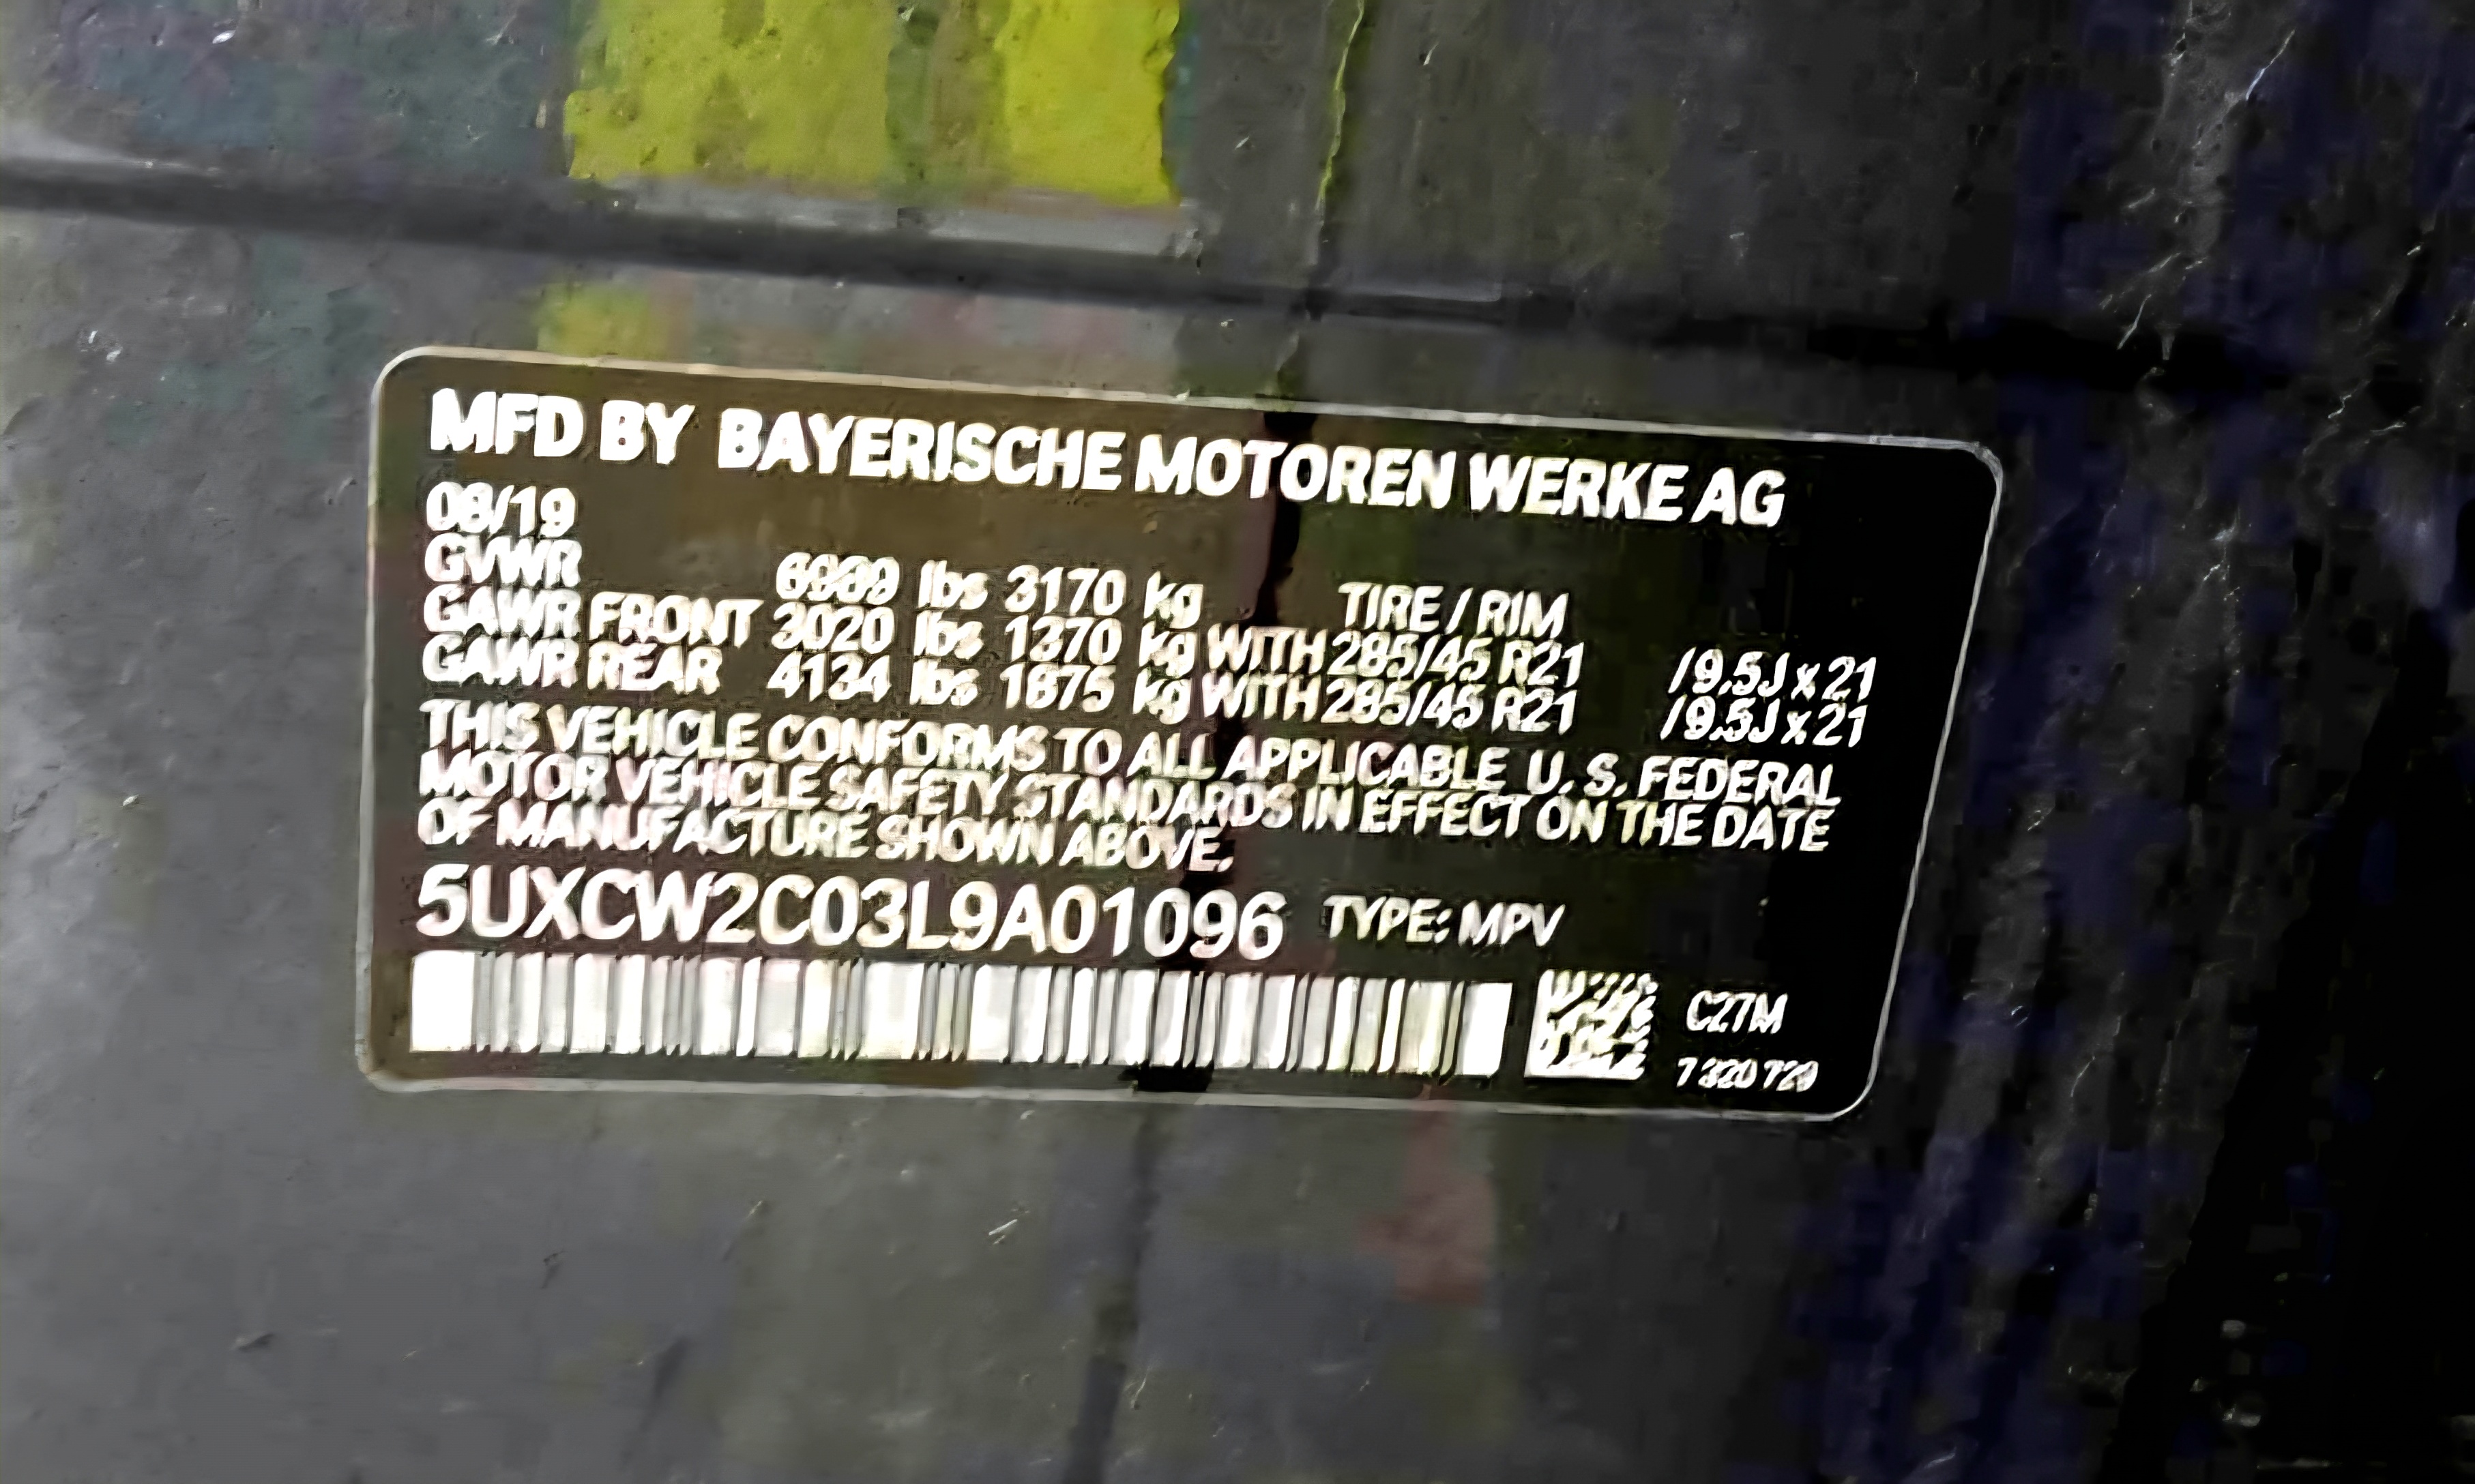 MFD BY BAYERISCHE MOTOREN WERKE AG
08/19
GVWR 6989 lbs 3170 kg TIRE / RIM
GAWR FRONT 3020 lbs 1370 kg WITH 285/45 R21 /9.5J x 21
GAWR REAR 4134 lbs 1875 kg WITH 285/45 R21 /9.5J x 21
THIS VEHICLE CONFORMS TO ALL APPLICABLE U. S. FEDERAL
MOTOR VEHICLE SAFETY STANDARDS IN EFFECT ON THE DATE
OF MANUFACTURE SHOWN ABOVE.
5UXCW2C03L9A01096 TYPE: MPV
C27M